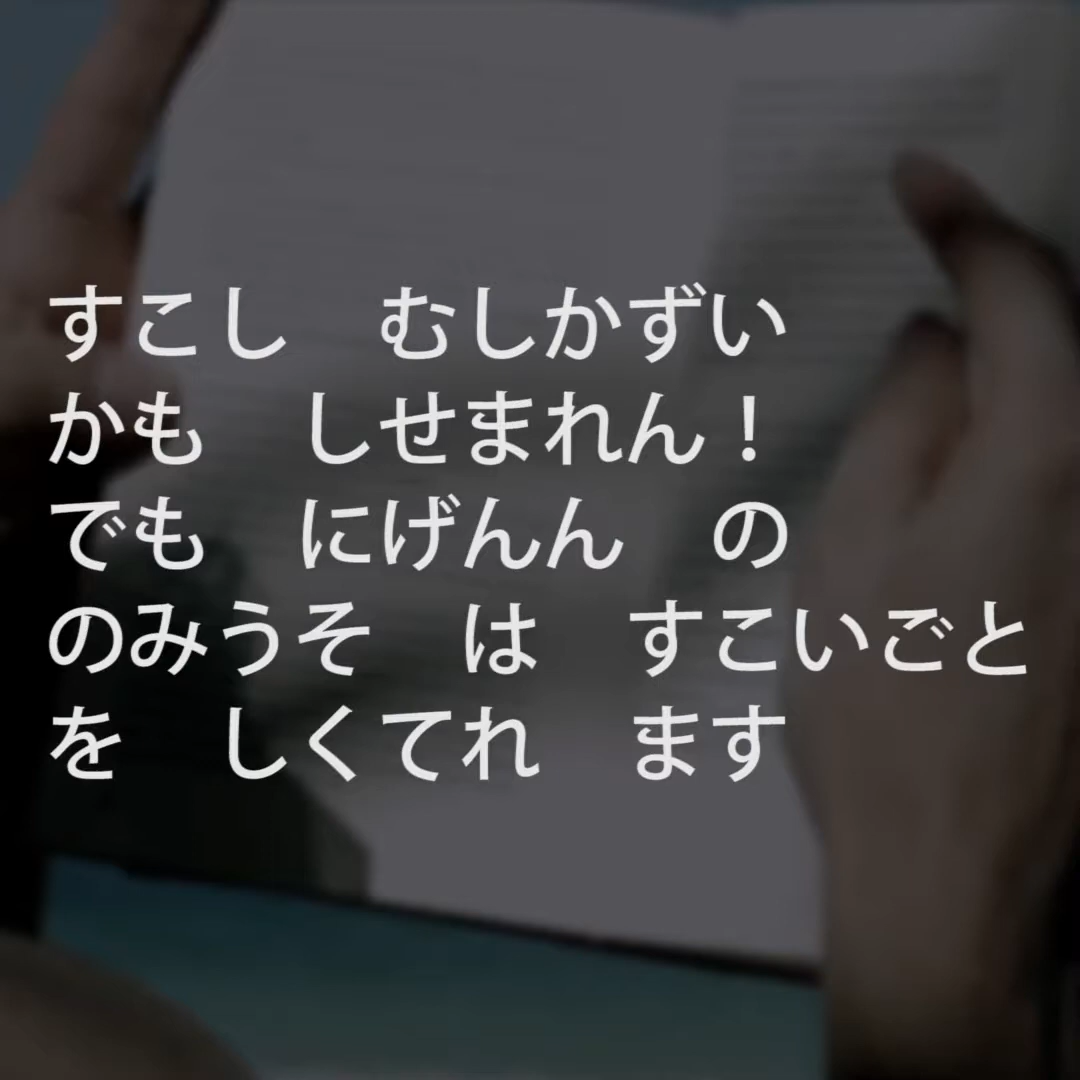 すこし　むしかずい
かも　しせまれん！
でも　にげんん　の
のみうそ　は　すこいごと
を　しくてれ　ます